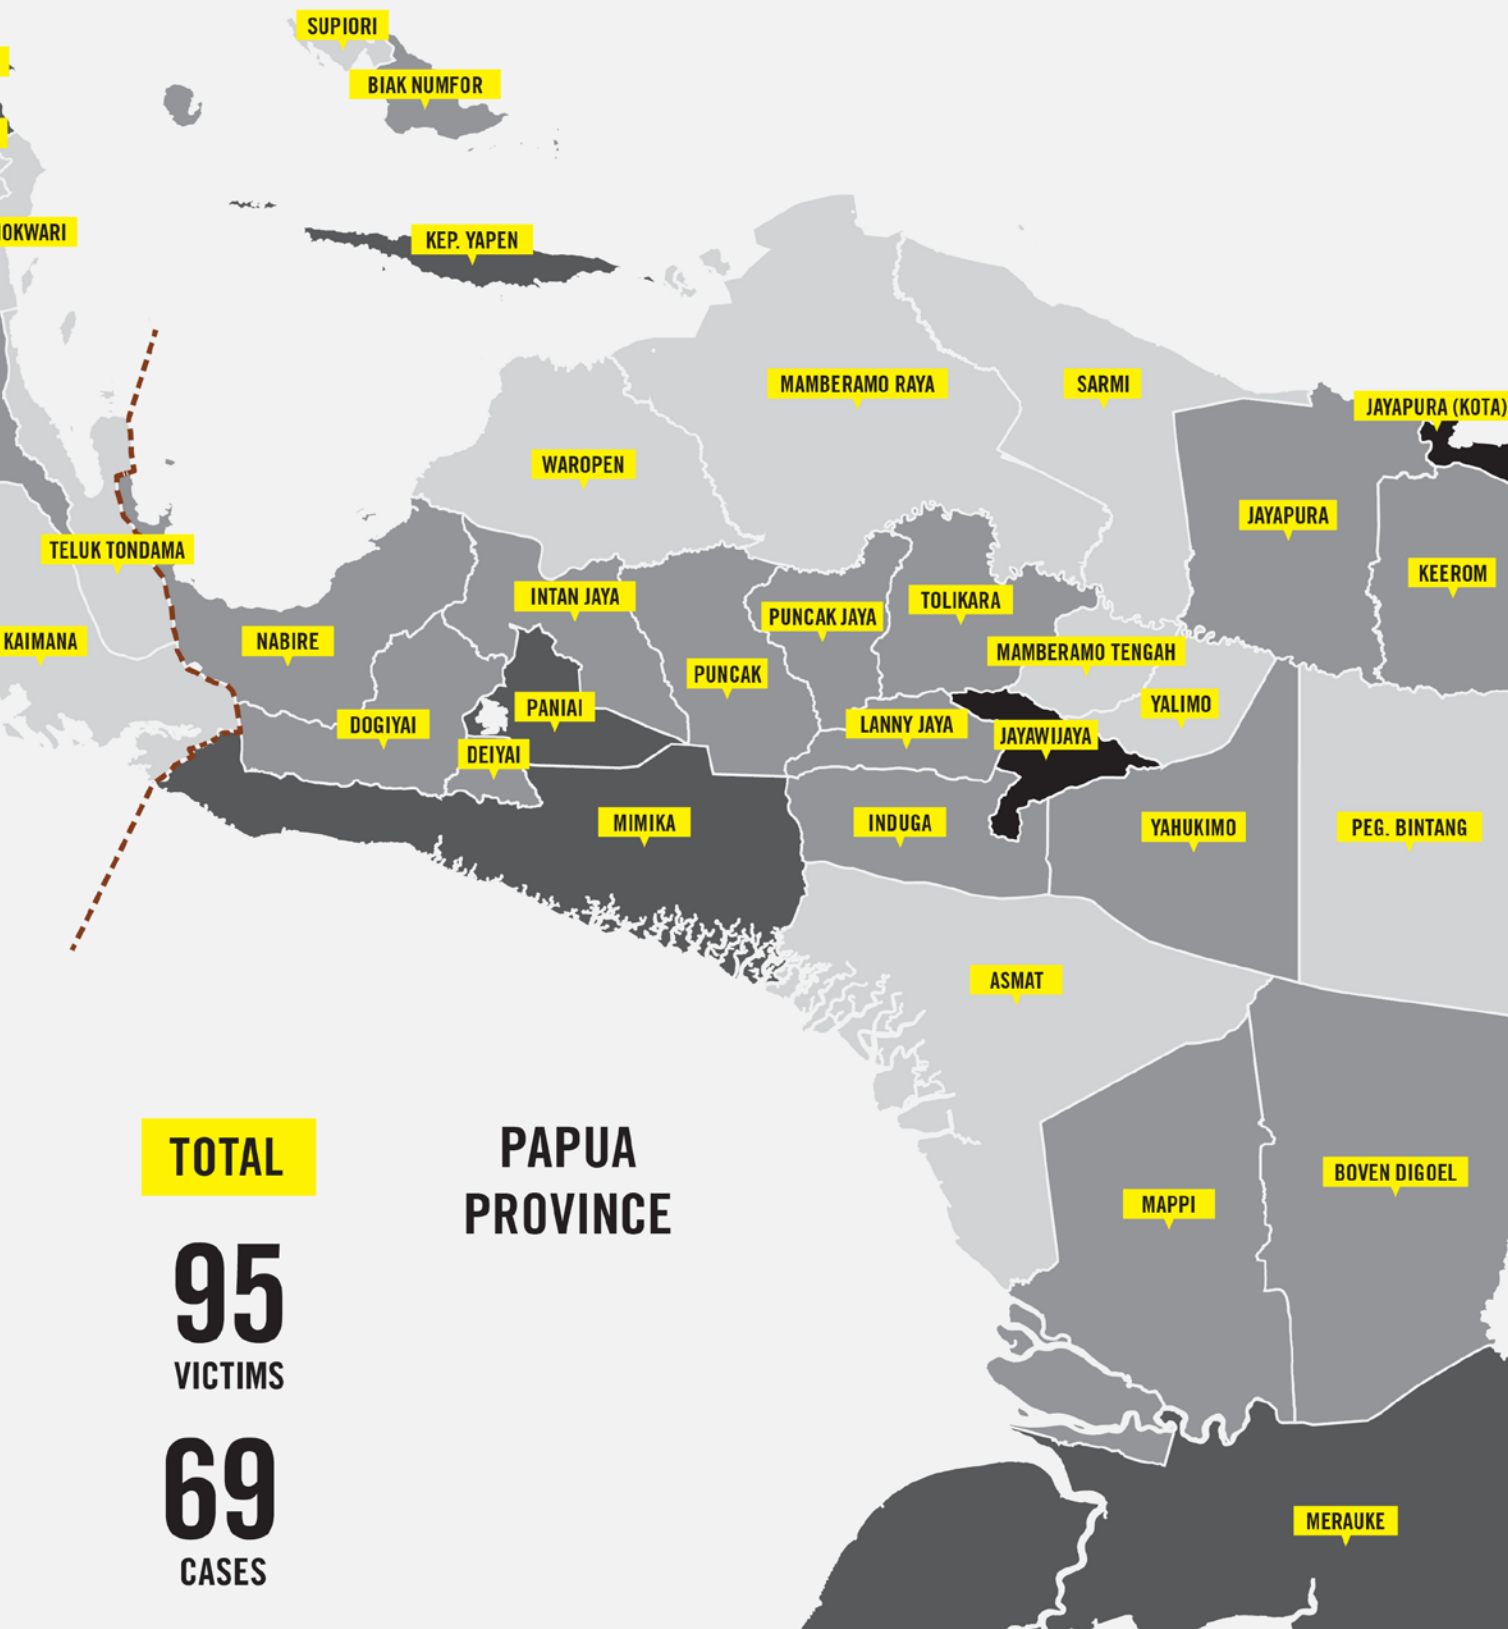 SUPIORI
BIAK NUMFOR
OKWARI
KEP. YAPEN
MAMBERAMO RAYA
SARMI
JAYAPURA (KOTA)
WAROPEN
JAYAPURA
TELUK TONDAMA
KEEROM
INTAN JAYA
TOLIKARA
PUNCAK JAYA
KAIMANA
NABIRE
MAMBERAMO TENGAH
PUNCAK
YALIMO
PANIAI
DOGIYAI
LANNY JAYA
JAYAWIJAYA
DEIYAI
MIMIKA
INDUGA
YAHUKIMO
PEG. BINTANG
ASMAT
TOTAL
PAPUA
PROVINCE
BOVEN DIGOEL
MAPPI
95
VICTIMS
69
CASES
MERAUKE